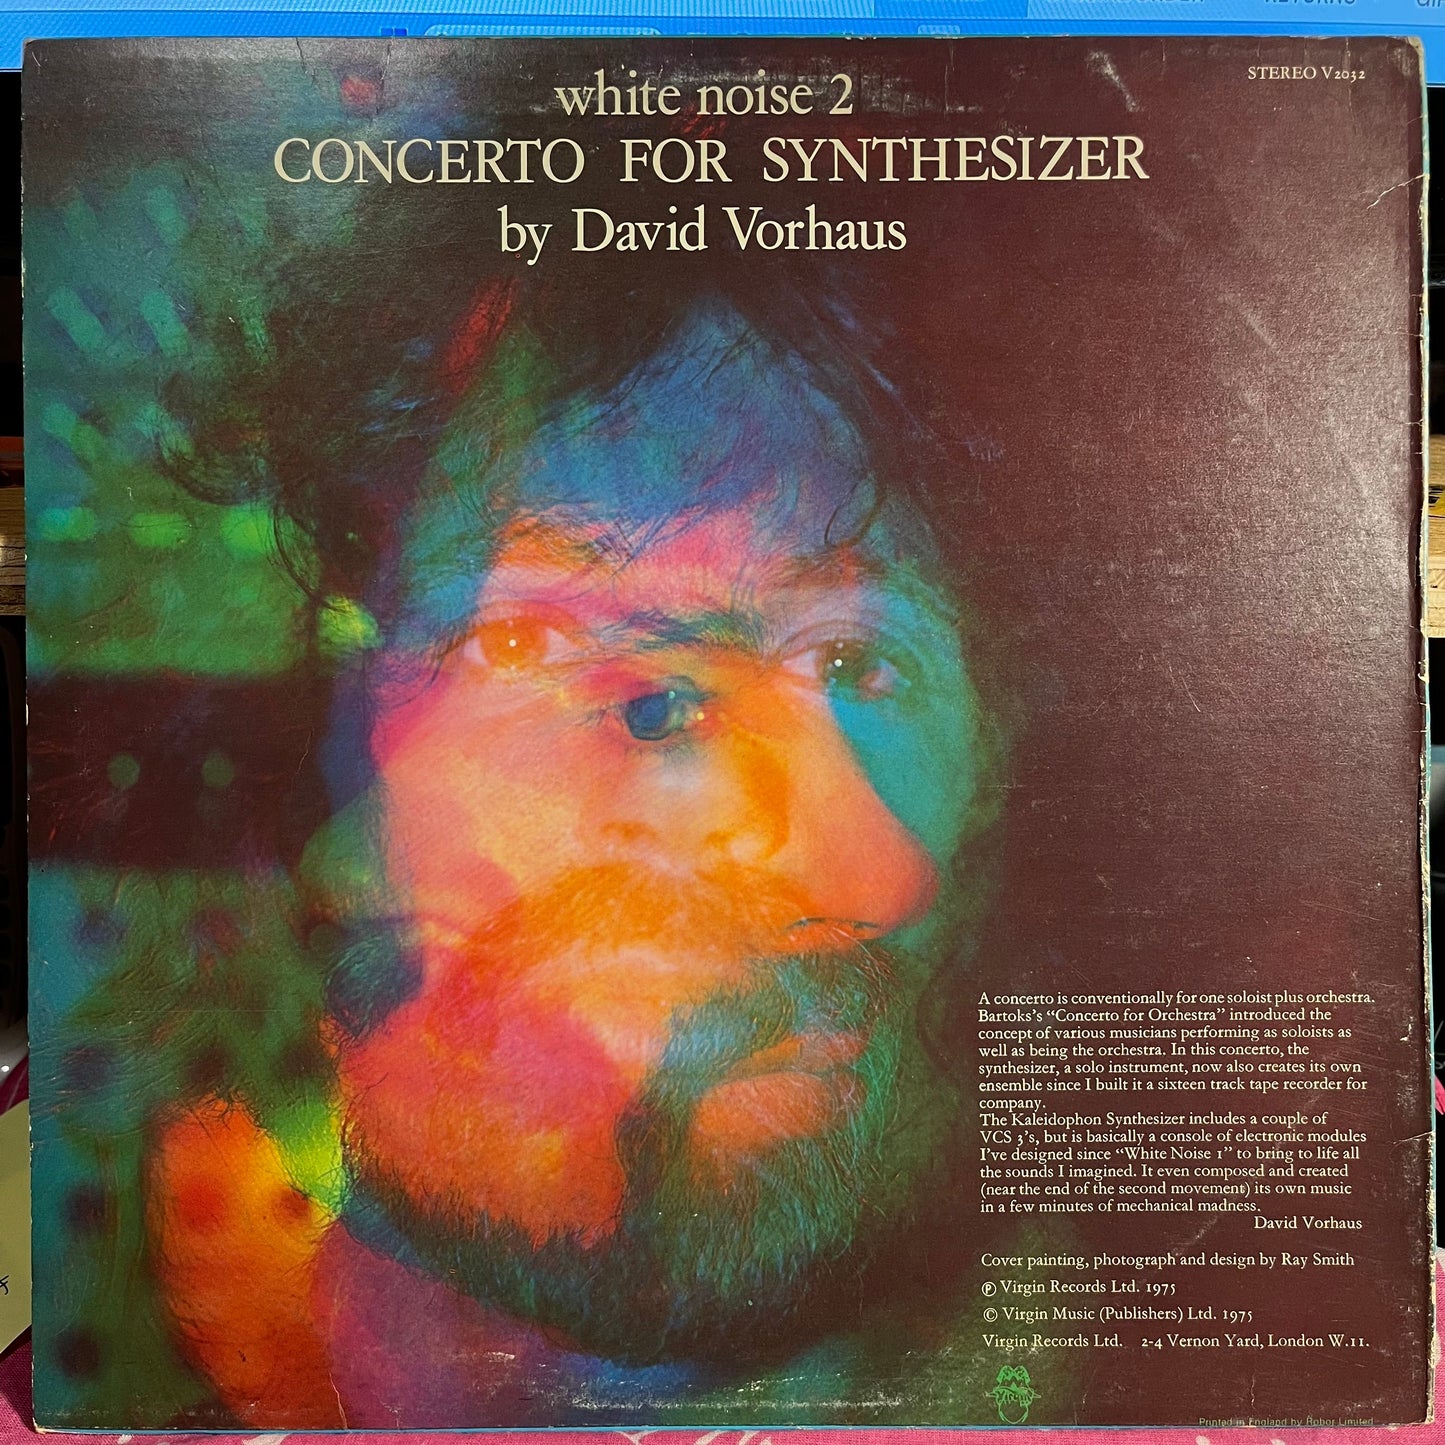 RETURNS
STEREO V2032
white noise 2
CONCERTO FOR SYNTHESIZER
by David Vorhaus
A concerto is conventionally for one soloist plus orchestra.
Bartoks's “Concerto for Orchestra” introduced the
concept of various musicians performing as soloists as
well as being the orchestra. In this concerto, the
synthesizer, a solo instrument, now also creates its own
ensemble since I built it a sixteen track tape recorder for
company.
The Kaleidophon Synthesizer includes a couple of
VCS 3's, but is basically a console of electronic modules
I've designed since “White Noise 1” to bring to life all
the sounds I imagined. It even composed and created
(near the end of the second movement) its own music
in a few minutes of mechanical madness.
David Vorhaus
Cover painting, photograph and design by Ray Smith
℗ Virgin Records Ltd. 1975
© Virgin Music (Publishers) Ltd. 1975
Virgin Records Ltd. 2-4 Vernon Yard, London W.11.
VIRGIN
Printed in England by Robor Limited